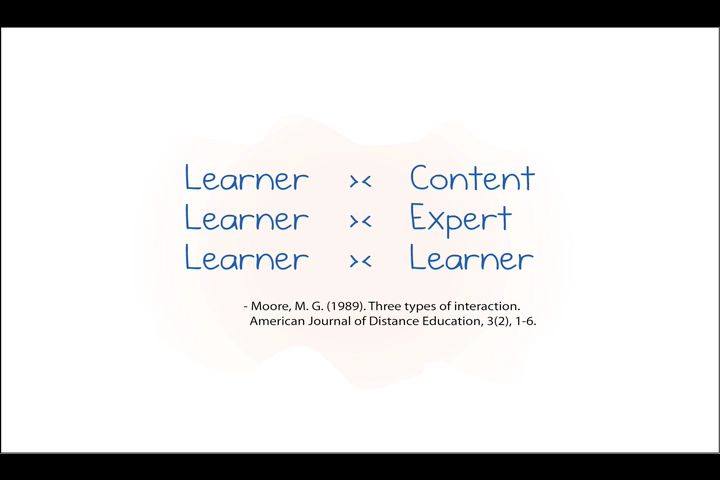 Learner >< Content
Learner >< Expert
Learner >< Learner
- Moore, M. G. (1989). Three types of interaction.
American Journal of Distance Education, 3(2), 1-6.